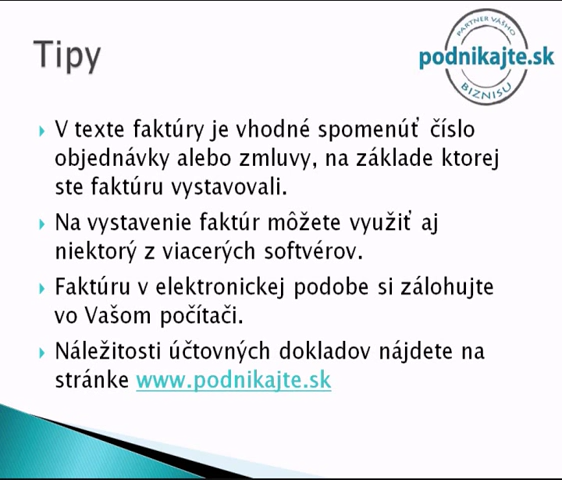 Tipy
PARTNER VÁŠHO
podnikajte.sk
BIZNISU
V texte faktúry je vhodné spomenúť číslo
objednávky alebo zmluvy, na základe ktorej
ste faktúru vystavovali.
Na vystavenie faktúr môžete využiť aj
niektorý z viacerých softvérov.
Faktúru v elektronickej podobe si zálohujte
vo Vašom počítači.
Náležitosti účtovných dokladov nájdete na
stránke www.podnikajte.sk